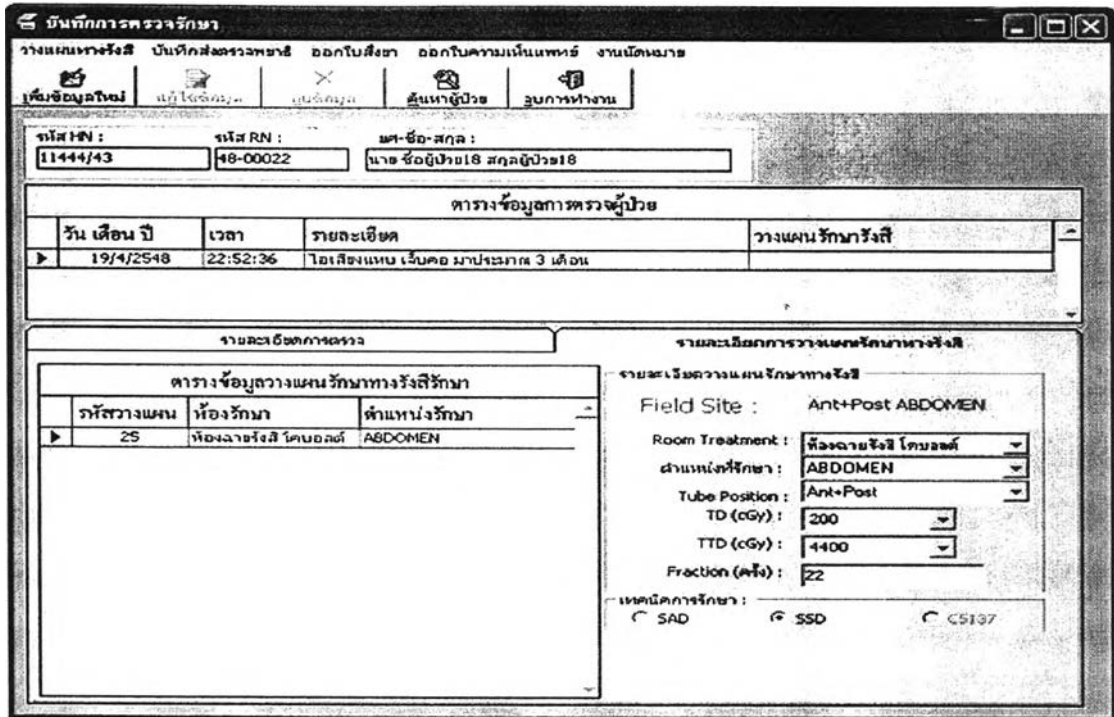 บันทึกการตรวจรักษา
วางแผนทางรังสี บันทึกส่งตรวจพยาธิ ออกใบสั่งยา ออกใบความเห็นแพทย์ งานนัดหมาย
เพิ่มข้อมูลใหม่ แก้ไขข้อมูล ลบข้อมูล ค้นหาผู้ป่วย จบการทำงาน
รหัส HN : รหัส RN : ยศ-ชื่อ-สกุล :
11444/43 48-00022 นาย ชื่อผู้ป่วย18 สกุลผู้ป่วย18
ตารางข้อมูลการตรวจผู้ป่วย
วัน เดือน ปี เวลา รายละเอียด วางแผนรักษารังสี
19/4/2548 22:52:36 ไอเสียงแหบ เจ็บคอ มาประมาณ 3 เดือน
รายละเอียดการตรวจ รายละเอียดการวางแผนรักษาทางรังสี
ตารางข้อมูลวางแผนรักษาทางรังสีรักษา
รหัสวางแผน ห้องรักษา ตำแหน่งรักษา
25 ห้องฉายรังสี โคบอลต์ ABDOMEN
รายละเอียดวางแผนรักษาทางรังสี
Field Site : Ant+Post ABDOMEN
Room Treatment : ห้องฉายรังสี โคบอลต์
ตำแหน่งที่รักษา : ABDOMEN
Tube Position : Ant+Post
TD (cGy) : 200
TTD (cGy) : 4400
Fraction (ครั้ง) : 22
เทคนิคการรักษา :
SAD SSD CS137